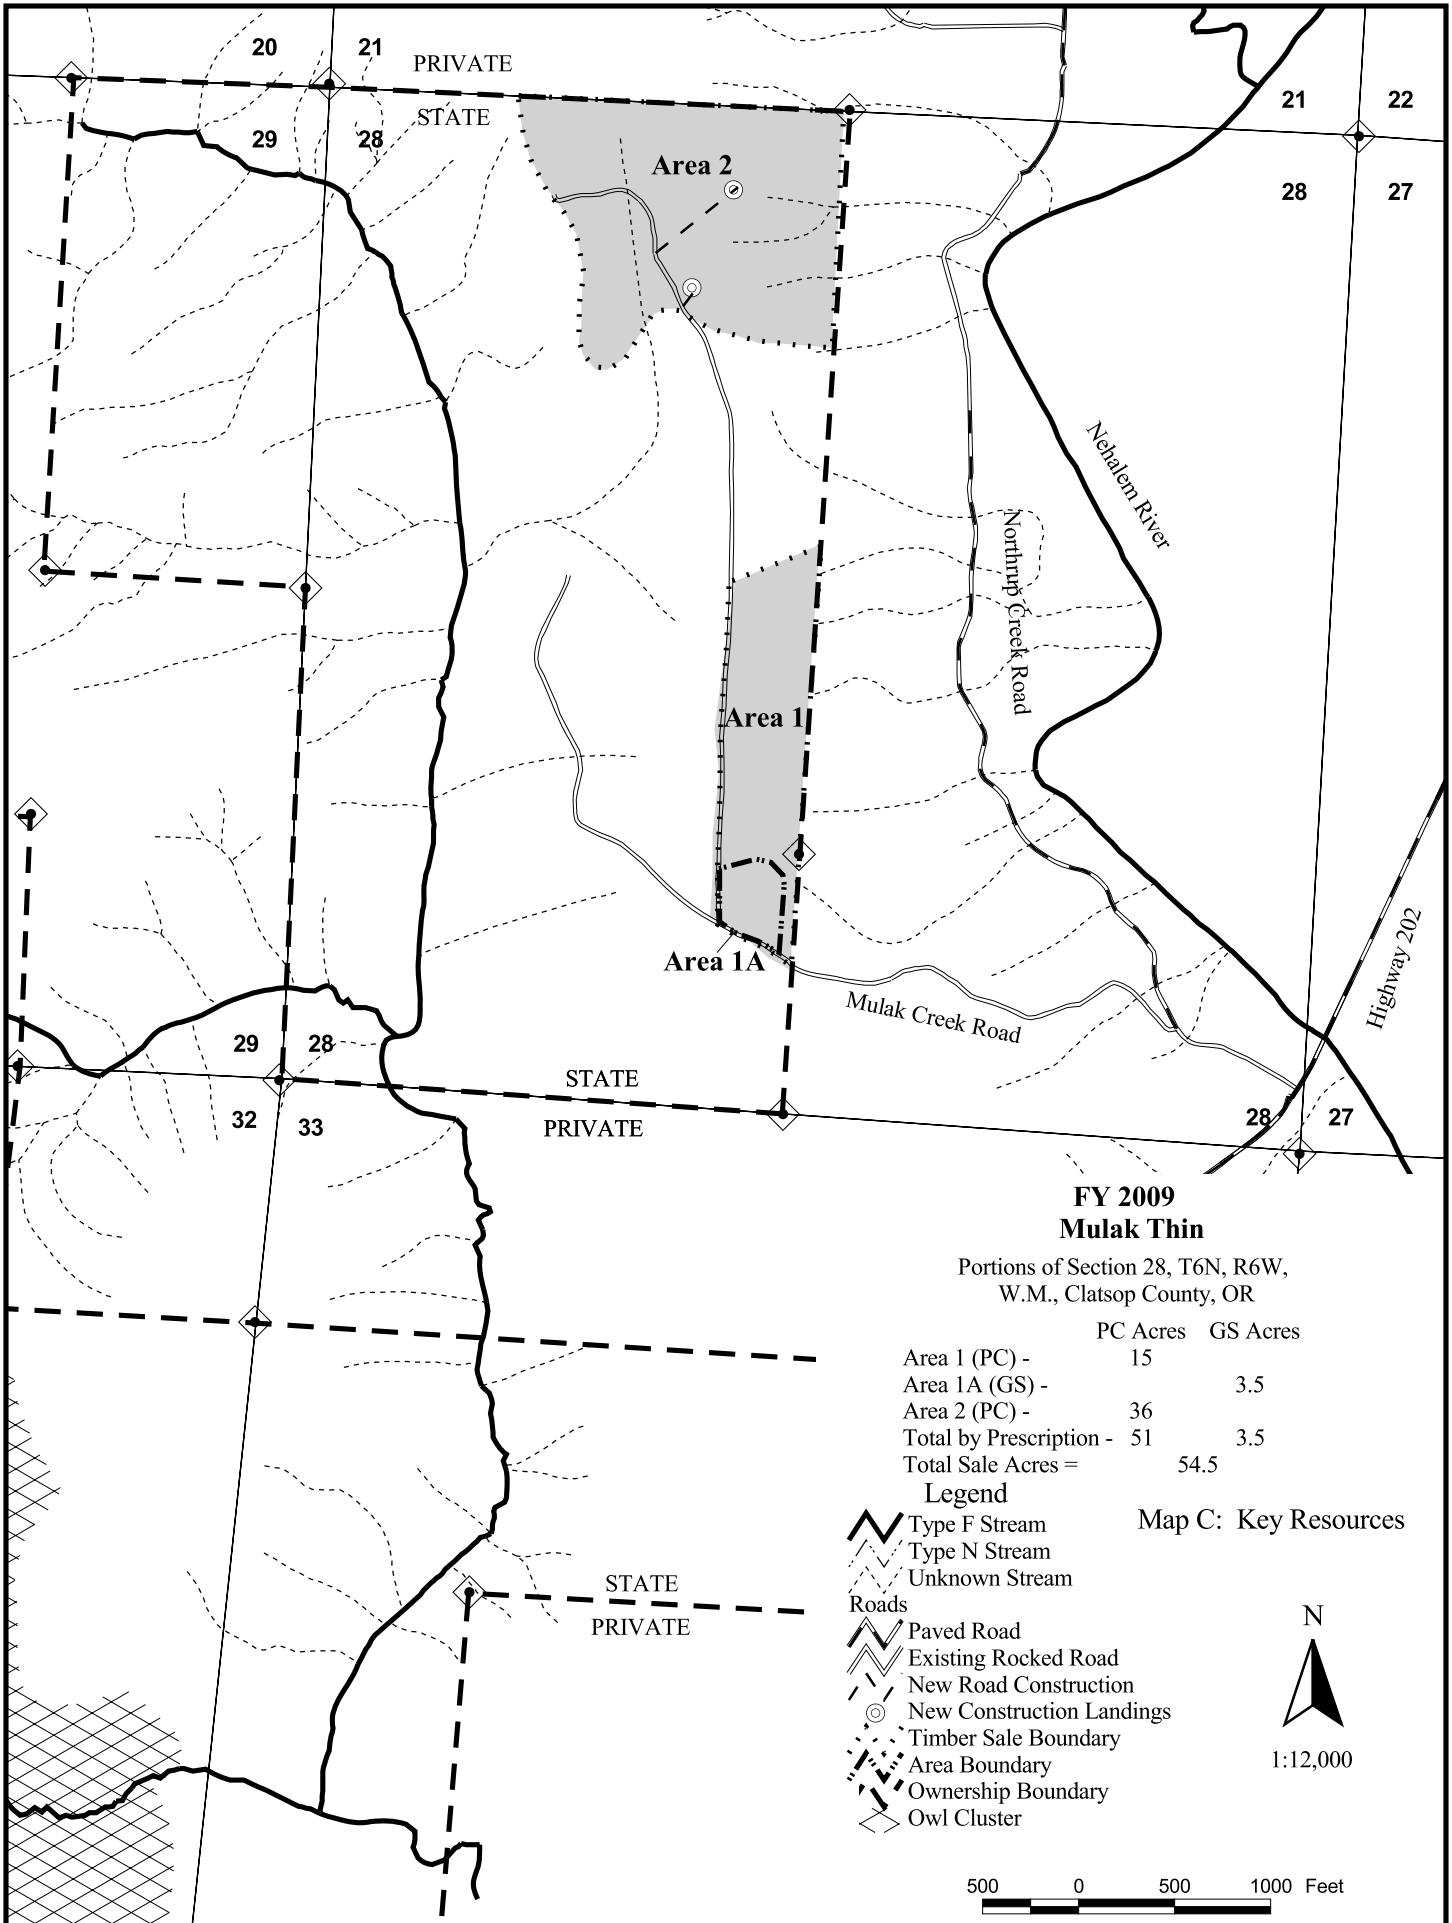 20 21
PRIVATE
STATE
29 28
21 22
28 27
Area 2
Nehalem River
Northrup Creek Road
Area 1
Area 1A
Mulak Creek Road
Highway 202
29 28
32 33
STATE
PRIVATE
28 27
FY 2009
Mulak Thin
Portions of Section 28, T6N, R6W,
W.M., Clatsop County, OR
PC Acres GS Acres
Area 1 (PC) - 15
Area 1A (GS) - 3.5
Area 2 (PC) - 36
Total by Prescription - 51 3.5
Total Sale Acres = 54.5
Legend
Type F Stream
Type N Stream
Unknown Stream
Roads
Paved Road
Existing Rocked Road
New Road Construction
New Construction Landings
Timber Sale Boundary
Area Boundary
Ownership Boundary
Owl Cluster
Map C: Key Resources
STATE
PRIVATE
N
1:12,000
500 0 500 1000 Feet